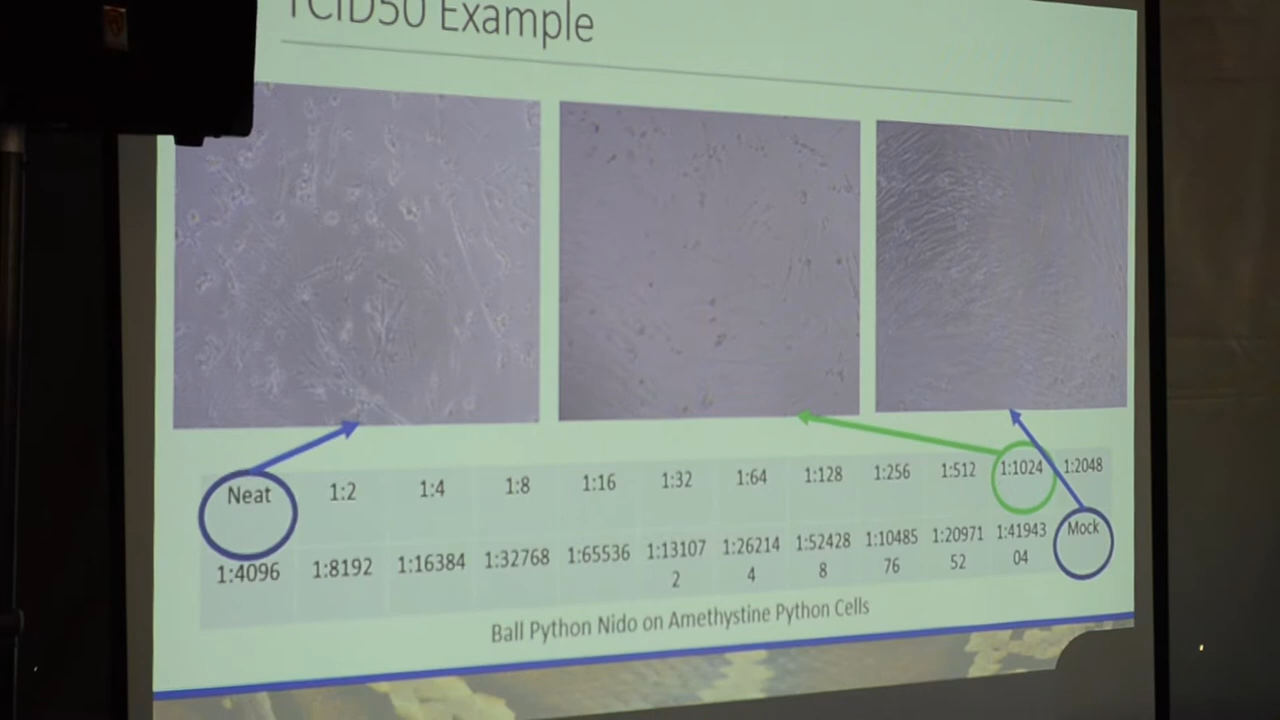 TCID50 Example
Neat 1:2 1:4 1:8 1:16 1:32 1:64 1:128 1:256 1:512 1:1024 1:2048
1:4096 1:8192 1:16384 1:32768 1:65536 1:13107 1:26214 1:52428 1:10485 1:20971 1:41943 Mock
2 4 8 76 52 04
Ball Python Nido on Amethystine Python Cells